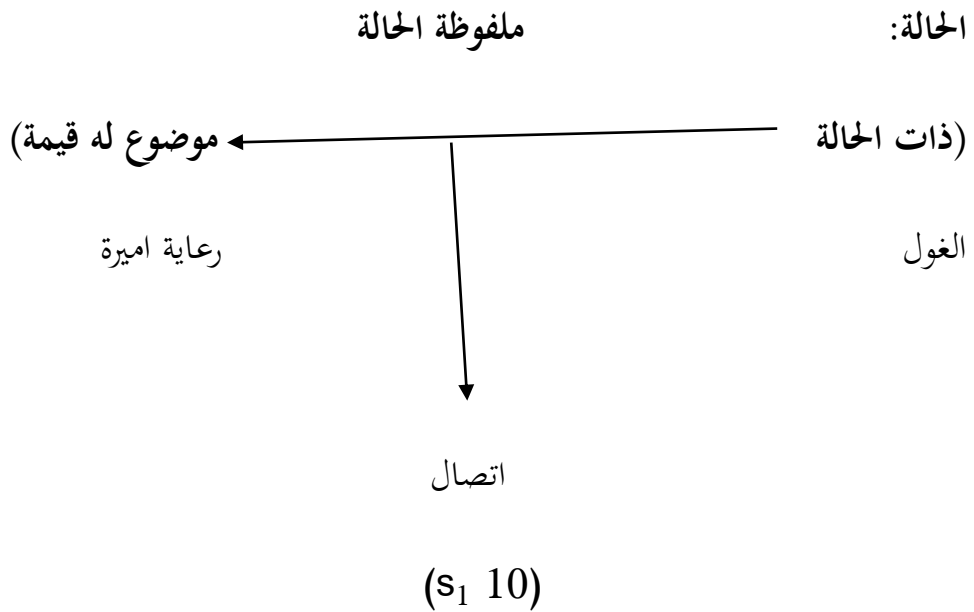 الحالة: ملفوظة الحالة
(ذات الحالة موضوع له قيمة)
الغول رعاية اميرة
اتصال
(s₁ 10)